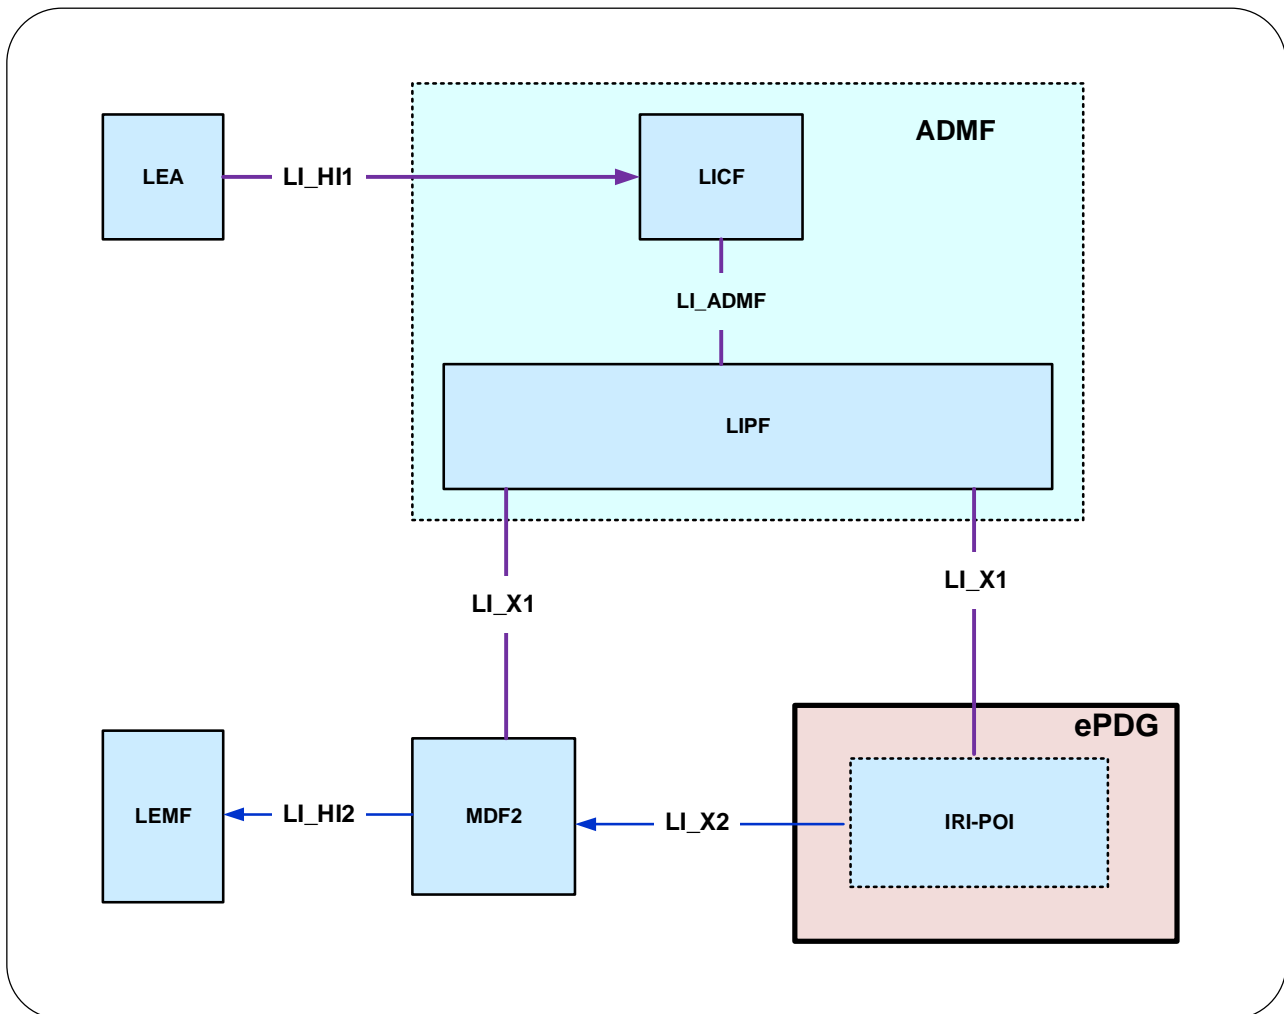 ADMF
LEA
LI_HI1
LICF
LI_ADMF
LIPF
LI_X1
LI_X1
ePDG
LEMF
LI_HI2
MDF2
LI_X2
IRI-POI